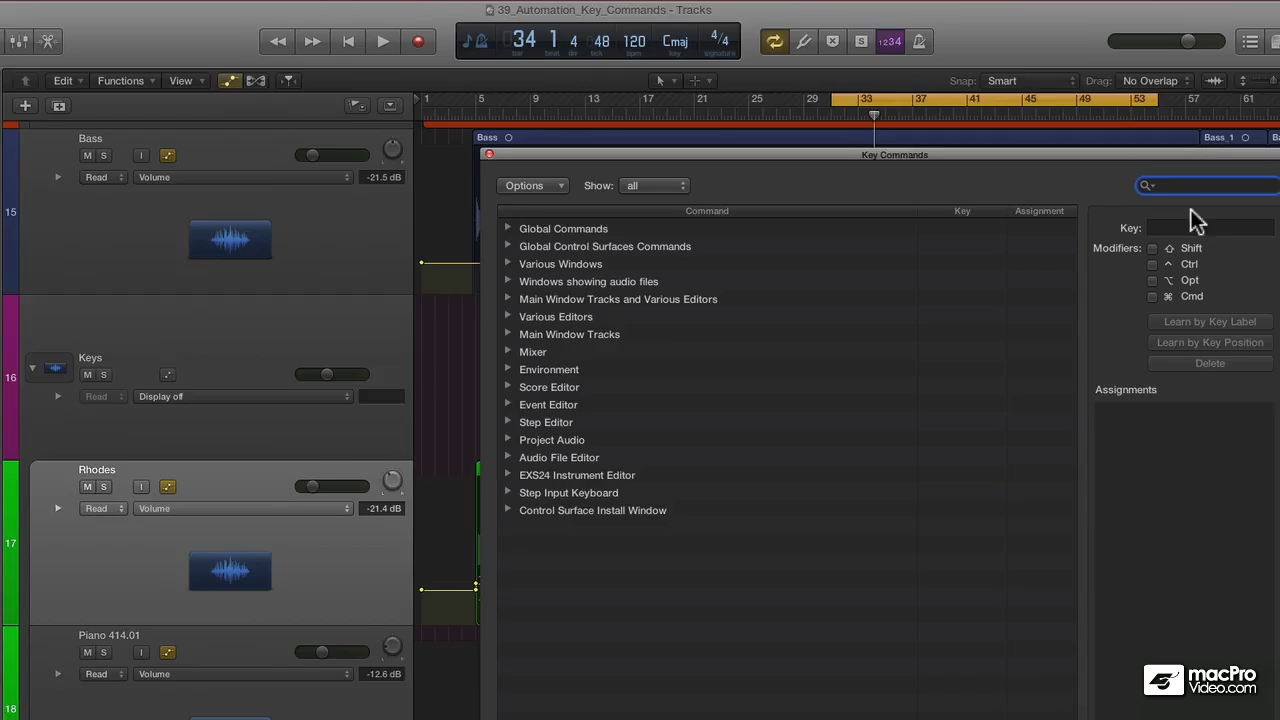 39_Automation_Key_Commands - Tracks
34 1 4 48 120 Cmaj 4/4
bar beat bpm key signature
S 1234
Edit Functions View Snap: Smart Drag: No Overlap
1 5 9 13 17 21 25 29 33 37 41 45 49 53 57 61
Bass Bass_1
Bass
M S I
Read Volume -21.5 dB
15
Keys
M S
Read Display off
16
Rhodes
M S I
Read Volume -21.4 dB
17
Piano 414.01
M S I
Read Volume -12.6 dB
18
Key Commands
Options Show: all
Command Key Assignment
Global Commands
Global Control Surfaces Commands
Various Windows
Windows showing audio files
Main Window Tracks and Various Editors
Various Editors
Main Window Tracks
Mixer
Environment
Score Editor
Event Editor
Step Editor
Project Audio
Audio File Editor
EXS24 Instrument Editor
Step Input Keyboard
Control Surface Install Window
Key:
Modifiers: Shift
Ctrl
Opt
Cmd
Learn by Key Label
Learn by Key Position
Delete
Assignments
macPro
Video.com